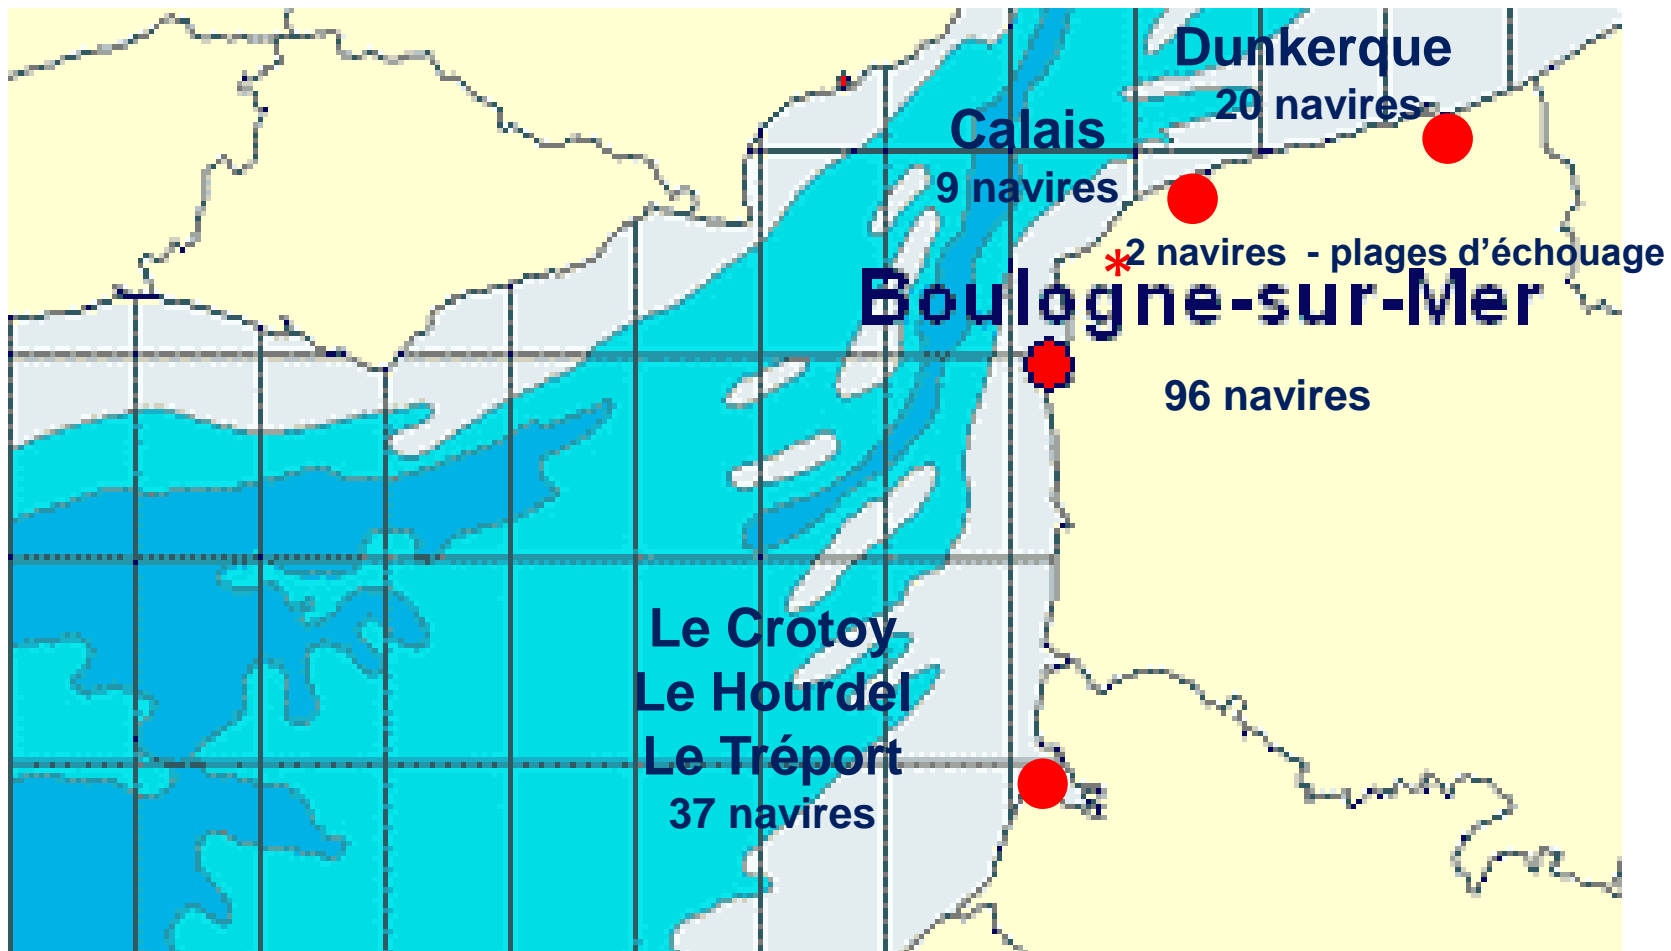 Dunkerque
20 navires
Calais
9 navires
*2 navires - plages d'échouage
Boulogne-sur-Mer
96 navires
Le Crotoy
Le Hourdel
Le Tréport
37 navires